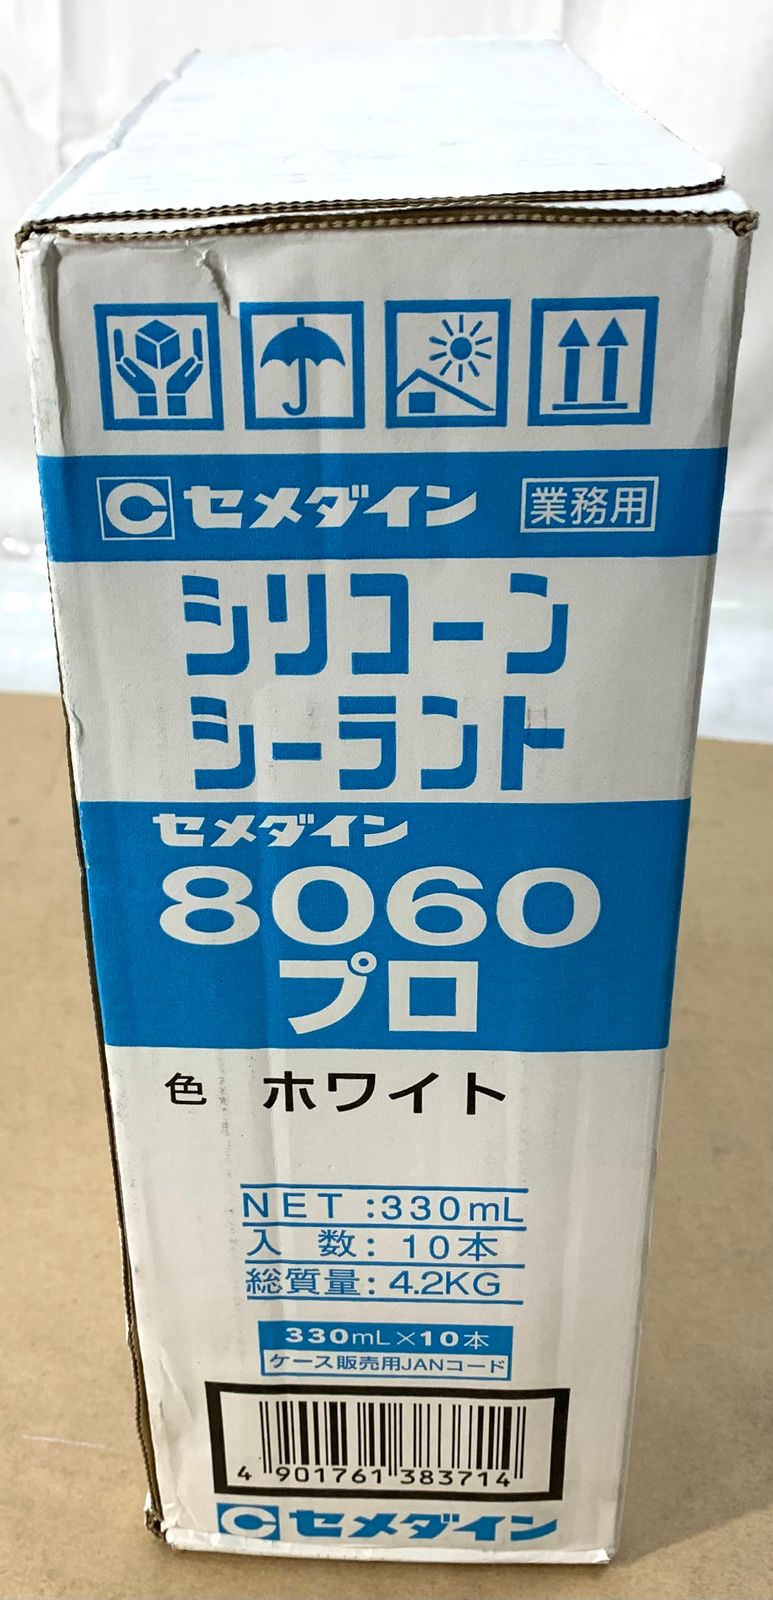 C セメダイン 業務用
シリコーン
シーラント
セメダイン
8060
プロ
色 ホワイト
NET:330mL
入数:10本
総質量:4.2KG
330mL×10本
ケース販売用JANコード
4 901761 383714
C セメダイン